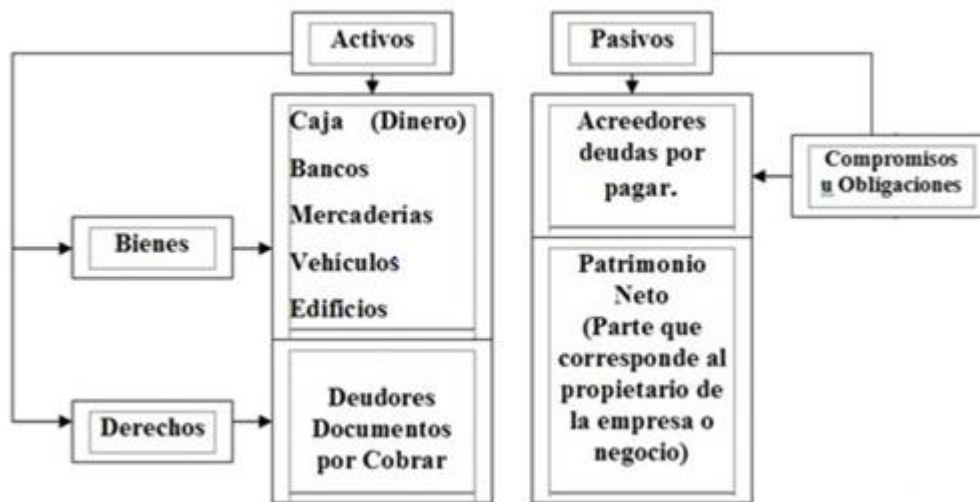 Activos
Pasivos
Caja (Dinero)
Bancos
Mercaderías
Vehículos
Edificios
Acreedores
deudas por
pagar.
Compromisos
u Obligaciones
Bienes
Patrimonio
Neto
(Parte que
corresponde al
propietario de
la empresa o
negocio)
Derechos
Deudores
Documentos
por Cobrar